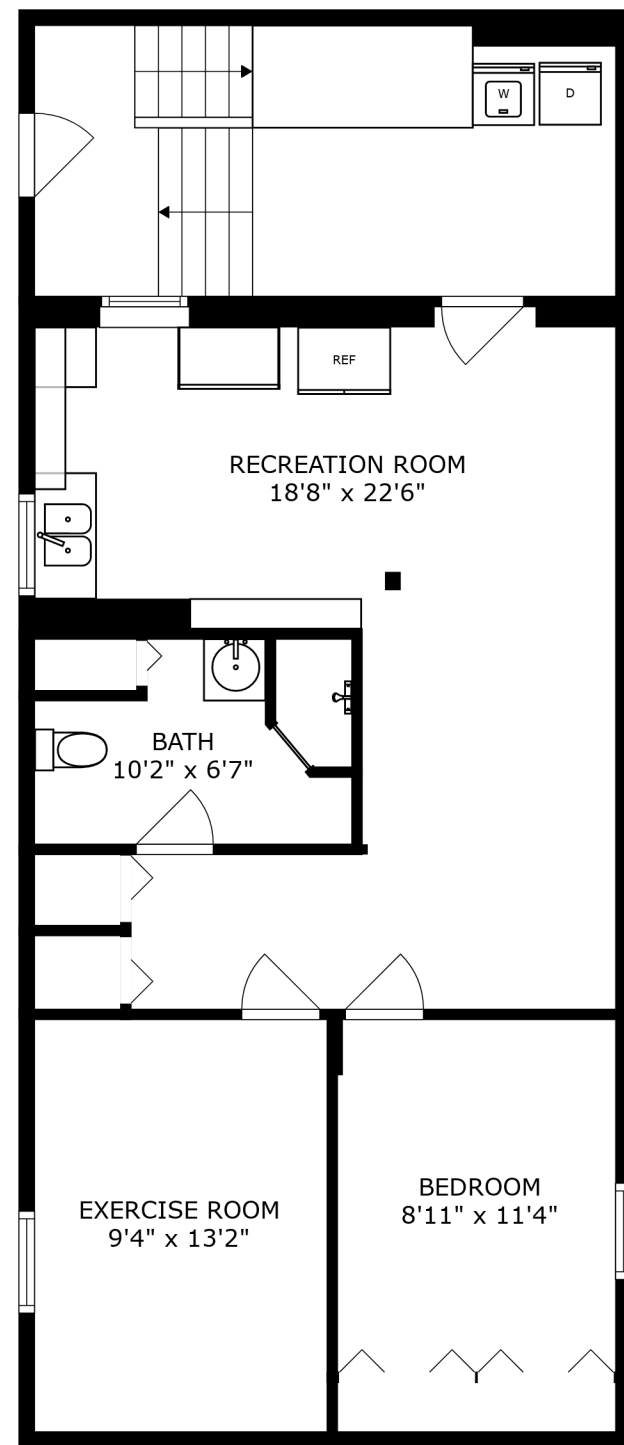 W
D
REF
RECREATION ROOM
18'8" x 22'6"
BATH
10'2" x 6'7"
EXERCISE ROOM
9'4" x 13'2"
BEDROOM
8'11" x 11'4"